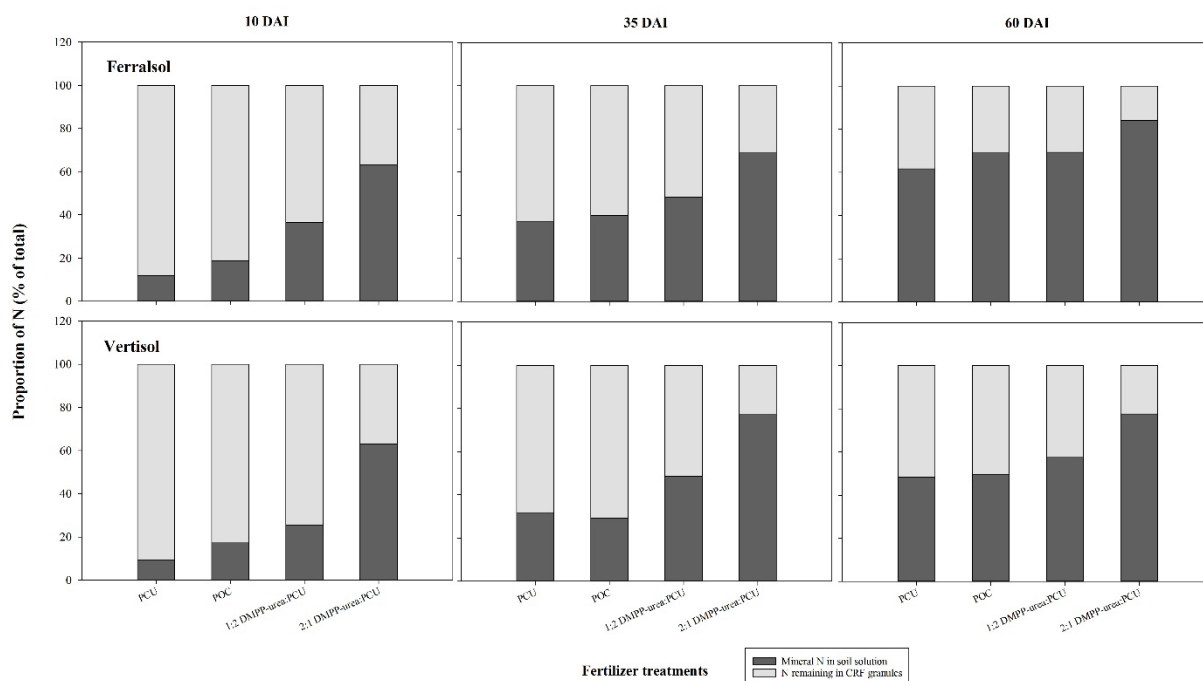 10 DAI
35 DAI
60 DAI
Proportion of N (% of total)
120
100
80
60
40
20
0
Ferralsol
120
100
80
60
40
20
0
Vertisol
PCU
POC
1:2 DMPP-urea:PCU
2:1 DMPP-urea:PCU
PCU
POC
1:2 DMPP-urea:PCU
2:1 DMPP-urea:PCU
PCU
POC
1:2 DMPP-urea:PCU
2:1 DMPP-urea:PCU
Fertilizer treatments
Mineral N in soil solution
N remaining in CRF granules